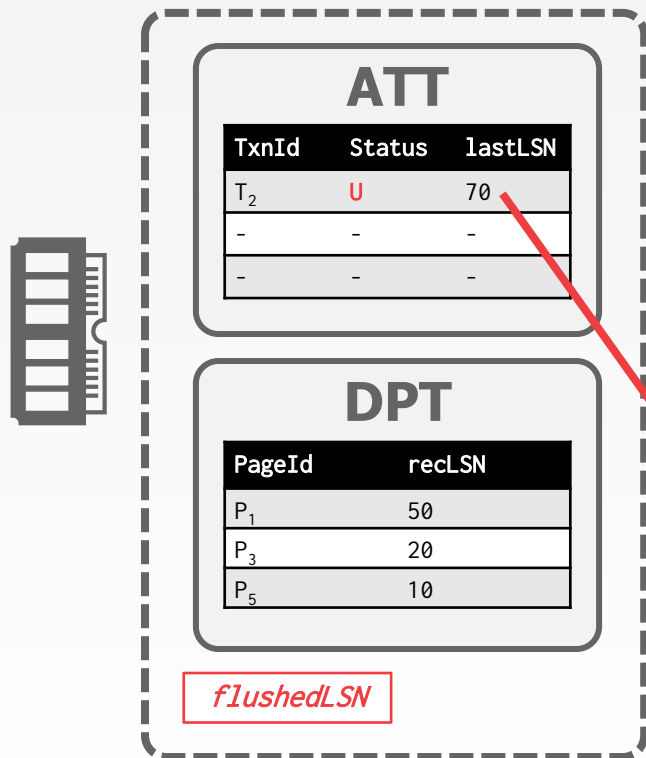 ATT
TxnId Status lastLSN
T₂ U 70
- - -
- - -
DPT
PageId recLSN
P₁ 50
P₃ 20
P₅ 10
flushedLSN